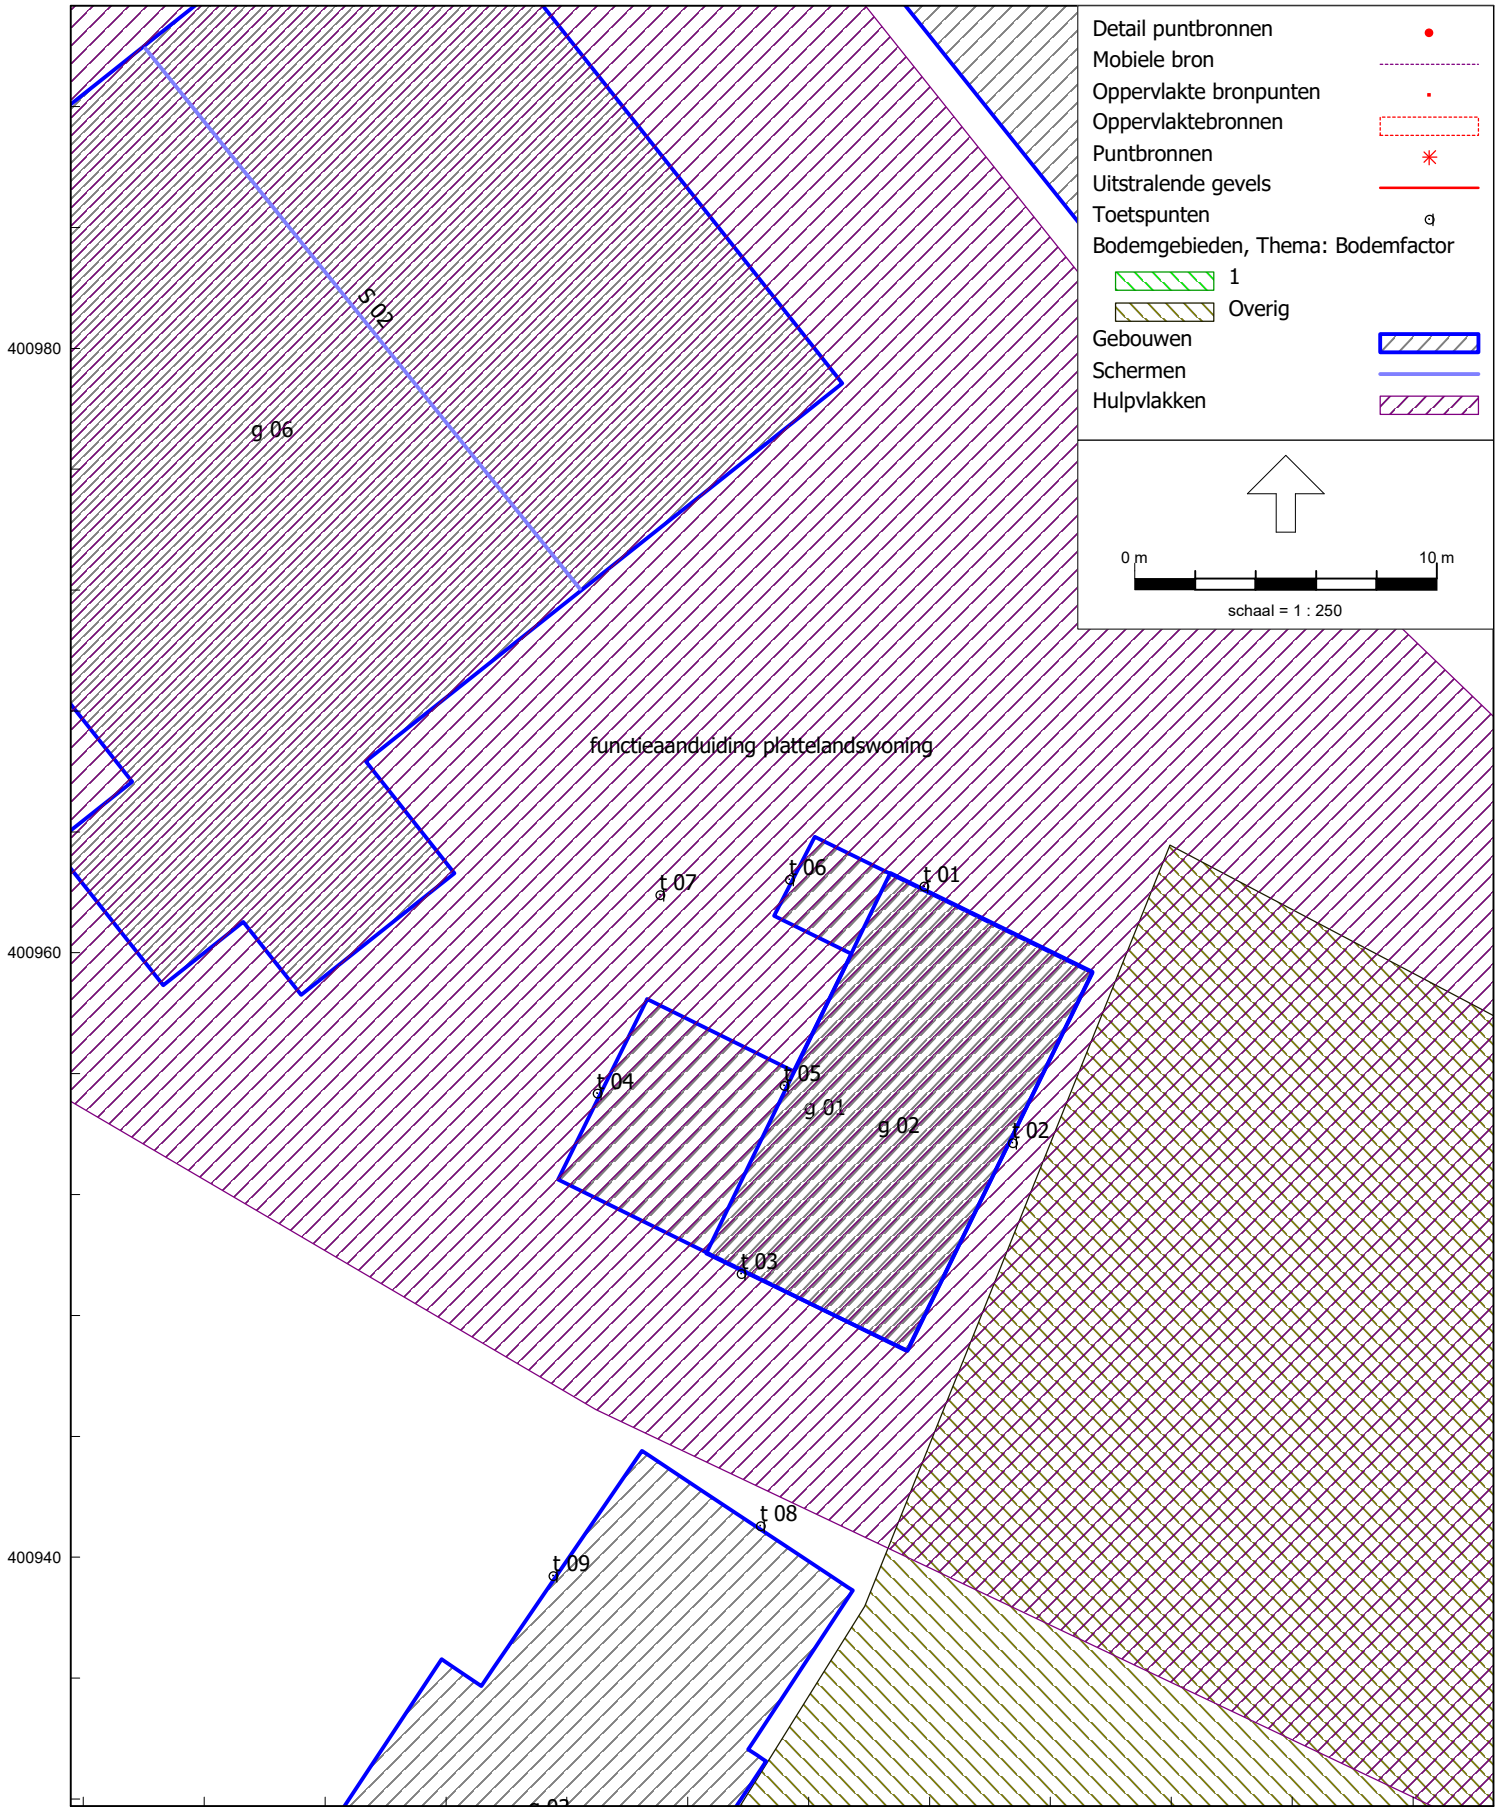 Detail puntbronnen
Mobiele bron
Oppervlakte bronpunten
Oppervlaktebronnen
Puntbronnen
Uitstralende gevels
Toetspunten
Bodemgebieden, Thema: Bodemfactor
1
Overig
Gebouwen
Schermen
Hulpvlakken
0 m 10 m
schaal = 1 : 250
S 02
400980
g 06
functieaanduiding plattelandswoning
t 06
t 01
t 07
400960
t 05
t 04
g 01
g 02
t 02
t 03
t 08
400940
t 09